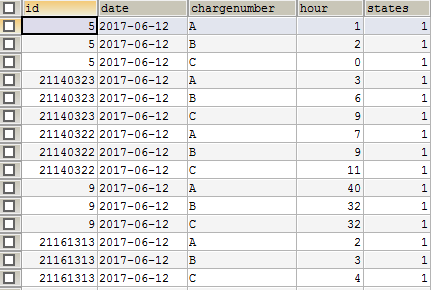 id date chargenumber hour states
5 2017-06-12 A 1 1
5 2017-06-12 B 2 1
5 2017-06-12 C 0 1
21140323 2017-06-12 A 3 1
21140323 2017-06-12 B 6 1
21140323 2017-06-12 C 9 1
21140322 2017-06-12 A 7 1
21140322 2017-06-12 B 9 1
21140322 2017-06-12 C 11 1
9 2017-06-12 A 40 1
9 2017-06-12 B 32 1
9 2017-06-12 C 32 1
21161313 2017-06-12 A 2 1
21161313 2017-06-12 B 3 1
21161313 2017-06-12 C 4 1